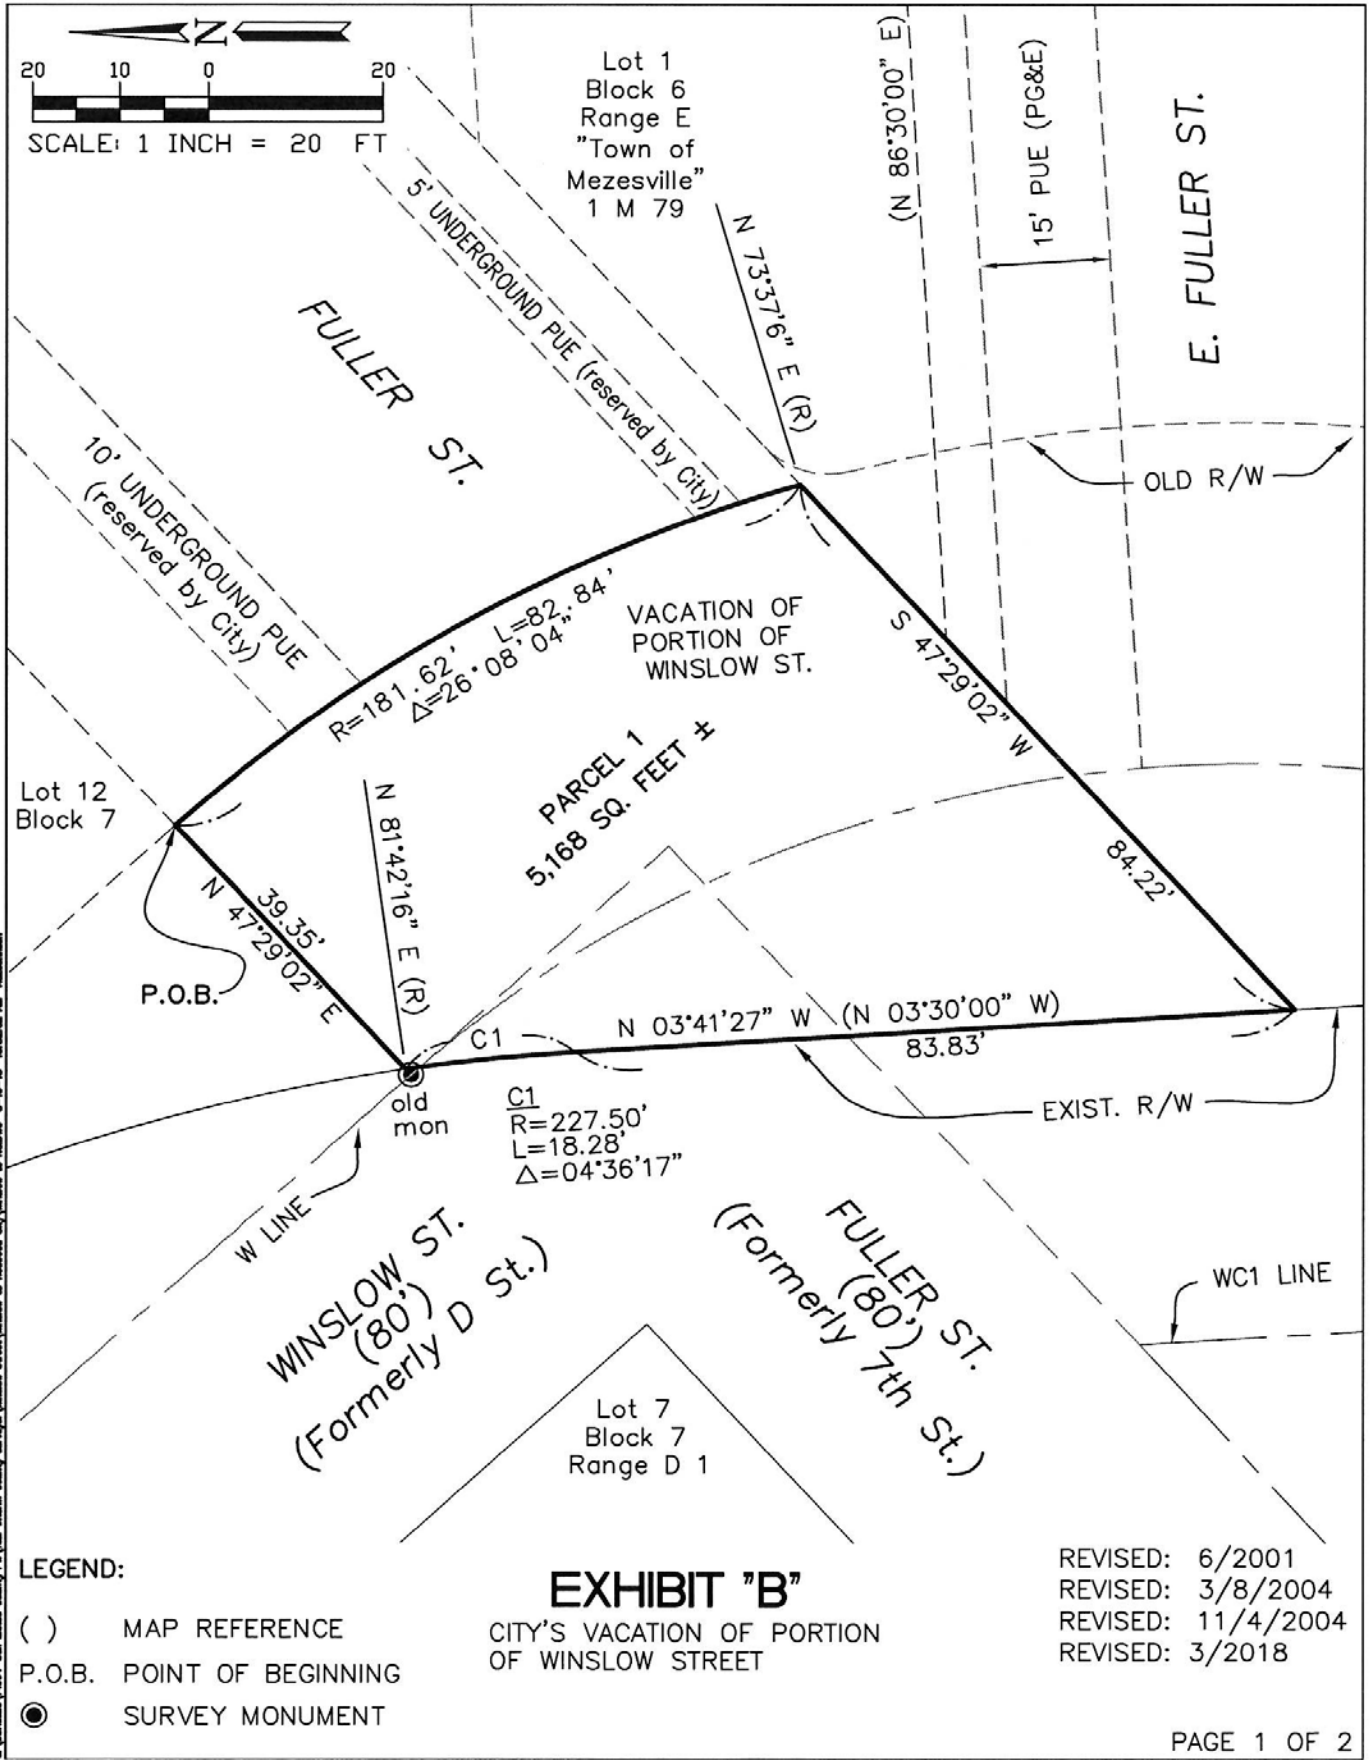 N
20 10 0 20
SCALE: 1 INCH = 20 FT
Lot 1
Block 6
Range E
"Town of
Mezesville"
1 M 79
(N 86°30'00" E)
15' PUE (PG&E)
E. FULLER ST.
5' UNDERGROUND PUE (reserved by City)
N 73°37'6" E (R)
FULLER ST.
10' UNDERGROUND PUE
(reserved by City)
OLD R/W
R=181.62' L=82.84'
Δ=26°08'04"
VACATION OF
PORTION OF
WINSLOW ST.
S 47°29'02" W
84.22'
PARCEL 1
5,168 SQ. FEET ±
Lot 12
Block 7
N 81°42'16" E (R)
39.35'
N 47°29'02" E
P.O.B.
C1
N 03°41'27" W (N 03°30'00" W)
83.83'
old
mon
C1
R=227.50'
L=18.28'
Δ=04°36'17"
EXIST. R/W
W LINE
WINSLOW ST.
(80')
(Formerly D St.)
FULLER ST.
(80')
(Formerly 7th St.)
WC1 LINE
Lot 7
Block 7
Range D 1
LEGEND:
( ) MAP REFERENCE
P.O.B. POINT OF BEGINNING
SURVEY MONUMENT
EXHIBIT "B"
CITY'S VACATION OF PORTION
OF WINSLOW STREET
REVISED: 6/2001
REVISED: 3/8/2004
REVISED: 11/4/2004
REVISED: 3/2018
PAGE 1 OF 2